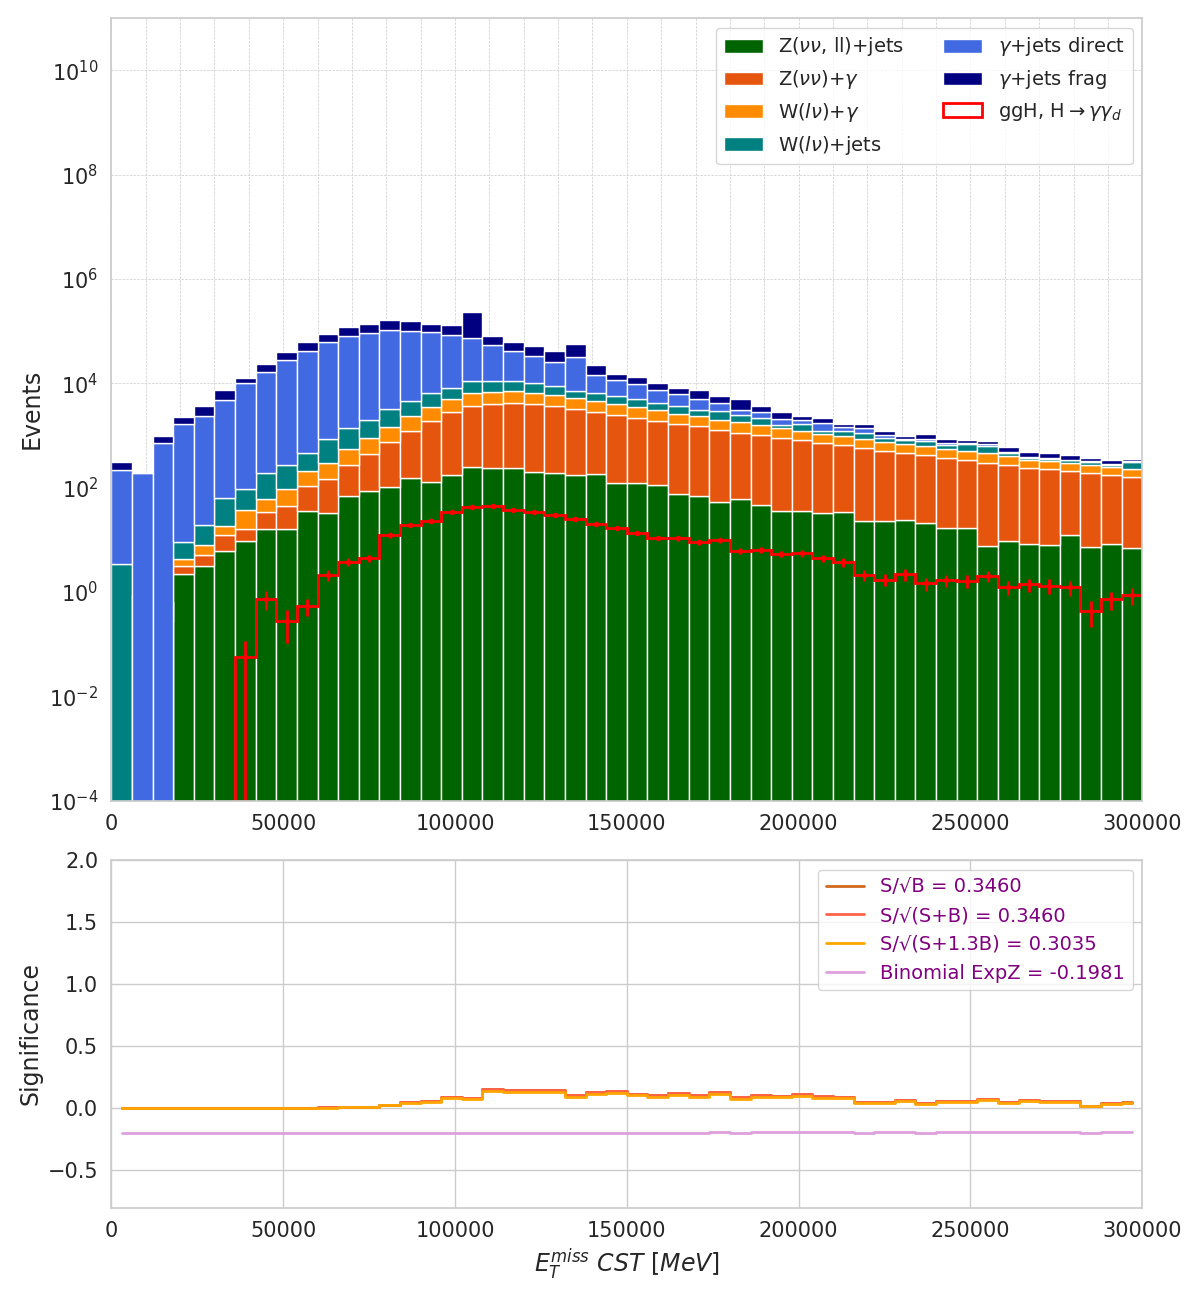 Z(νν, ll)+jets
Z(νν)+γ
W(lν)+γ
W(lν)+jets
γ+jets direct
γ+jets frag
ggH, H → γγ_d
Events
10^10
10^8
10^6
10^4
10^2
10^0
10^−2
10^−4
0 50000 100000 150000 200000 250000 300000
S/√B = 0.3460
S/√(S+B) = 0.3460
S/√(S+1.3B) = 0.3035
Binomial ExpZ = -0.1981
Significance
2.0
1.5
1.0
0.5
0.0
−0.5
0 50000 100000 150000 200000 250000 300000
E_T^miss CST [MeV]